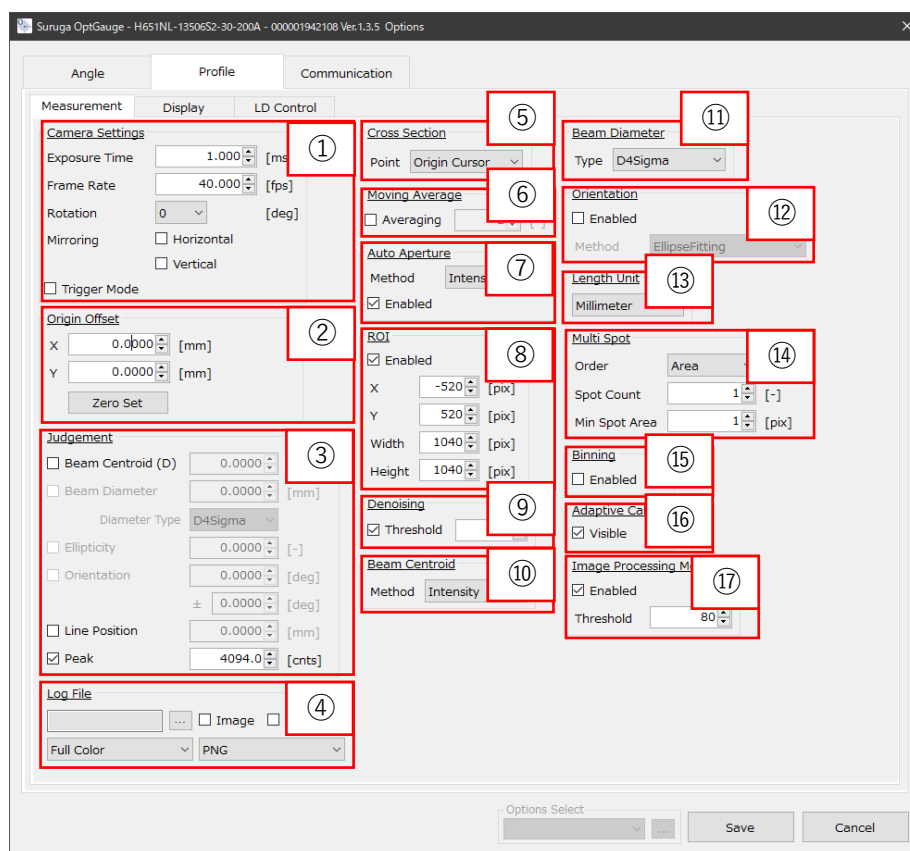 Suruga OptGauge - H651NL-13506S2-30-200A - 000001942108 Ver.1.3.5 Options
Angle Profile Communication
Measurement Display LD Control
Camera Settings ①
Exposure Time 1.000 [ms
Frame Rate 40.000 [fps]
Rotation 0 [deg]
Mirroring Horizontal
Vertical
Trigger Mode
Origin Offset ②
X 0.0000 [mm]
Y 0.0000 [mm]
Zero Set
Judgement ③
Beam Centroid (D) 0.0000
Beam Diameter 0.0000 [mm]
Diameter Type D4Sigma
Ellipticity 0.0000 [-]
Orientation 0.0000 [deg]
± 0.0000 [deg]
Line Position 0.0000 [mm]
Peak 4094.0 [cnts]
Log File ④
... Image
Full Color PNG
Cross Section ⑤
Point Origin Cursor
Moving Average ⑥
Averaging
Auto Aperture ⑦
Method Intens
Enabled
ROI ⑧
Enabled
X -520 [pix]
Y 520 [pix]
Width 1040 [pix]
Height 1040 [pix]
Denoising ⑨
Threshold
Beam Centroid ⑩
Method Intensity
Beam Diameter ⑪
Type D4Sigma
Orientation ⑫
Enabled
Method EllipseFitting
Length Unit ⑬
Millimeter
Multi Spot ⑭
Order Area
Spot Count 1 [-]
Min Spot Area 1 [pix]
Binning ⑮
Enabled
Adaptive Cal ⑯
Visible
Image Processing M ⑰
Enabled
Threshold 80
Options Select
...
Save Cancel